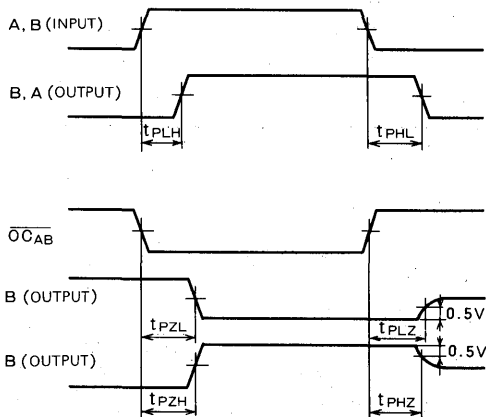 A, B (INPUT)
B, A (OUTPUT)
tPLH
tPHL
OCAB
B (OUTPUT)
tPZL
tPLZ
0.5V
0.5V
B (OUTPUT)
tPZH
tPHZ